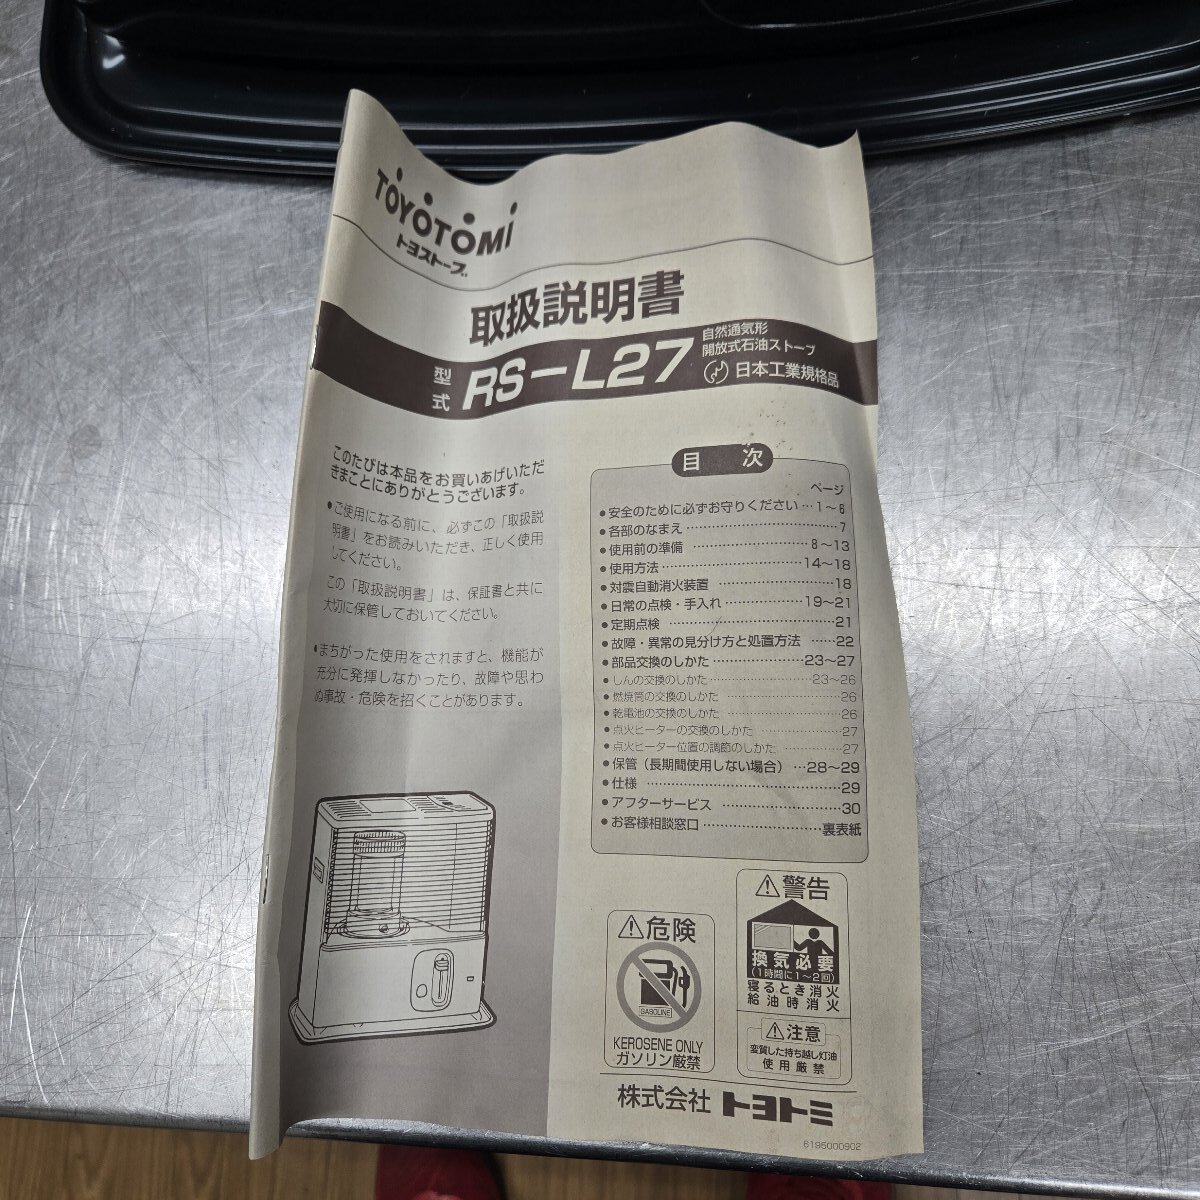 TOYOTOMI
トヨストーブ
取扱説明書
型式 RS-L27
自然通気形
開放式石油ストーブ
日本工業規格品
このたびは本品をお買いあげいただ
きまことにありがとうございます。
●ご使用になる前に、必ずこの「取扱説
明書」をお読みいただき、正しく使用
してください。
この「取扱説明書」は、保証書と共に
大切に保管しておいてください。
●まちがった使用をされますと、機能が
充分に発揮しなかったり、故障や思わ
ぬ事故・危険を招くことがあります。
目 次
ページ
●安全のために必ずお守りください…1～6
●各部のなまえ……………7
●使用前の準備……………8～13
●使用方法……………14～18
●対震自動消火装置……………18
●日常の点検・手入れ……………19～21
●定期点検……………21
●故障・異常の見分け方と処置方法……22
●部品交換のしかた……………23～27
●しんの交換のしかた……………23～26
●燃焼筒の交換のしかた……………26
●乾電池の交換のしかた……………26
●点火ヒーターの交換のしかた……………27
●点火ヒーター位置の調節のしかた………27
●保管（長期間使用しない場合）…28～29
●仕様……………29
●アフターサービス……………30
●お客様相談窓口……………裏表紙
危険
GASOLINE
KEROSENE ONLY
ガソリン厳禁
警告
換気必要
(1時間に1～2回)
寝るとき消火
給油時消火
注意
変質した持ち越し灯油
使用厳禁
株式会社 トヨトミ
6195000902